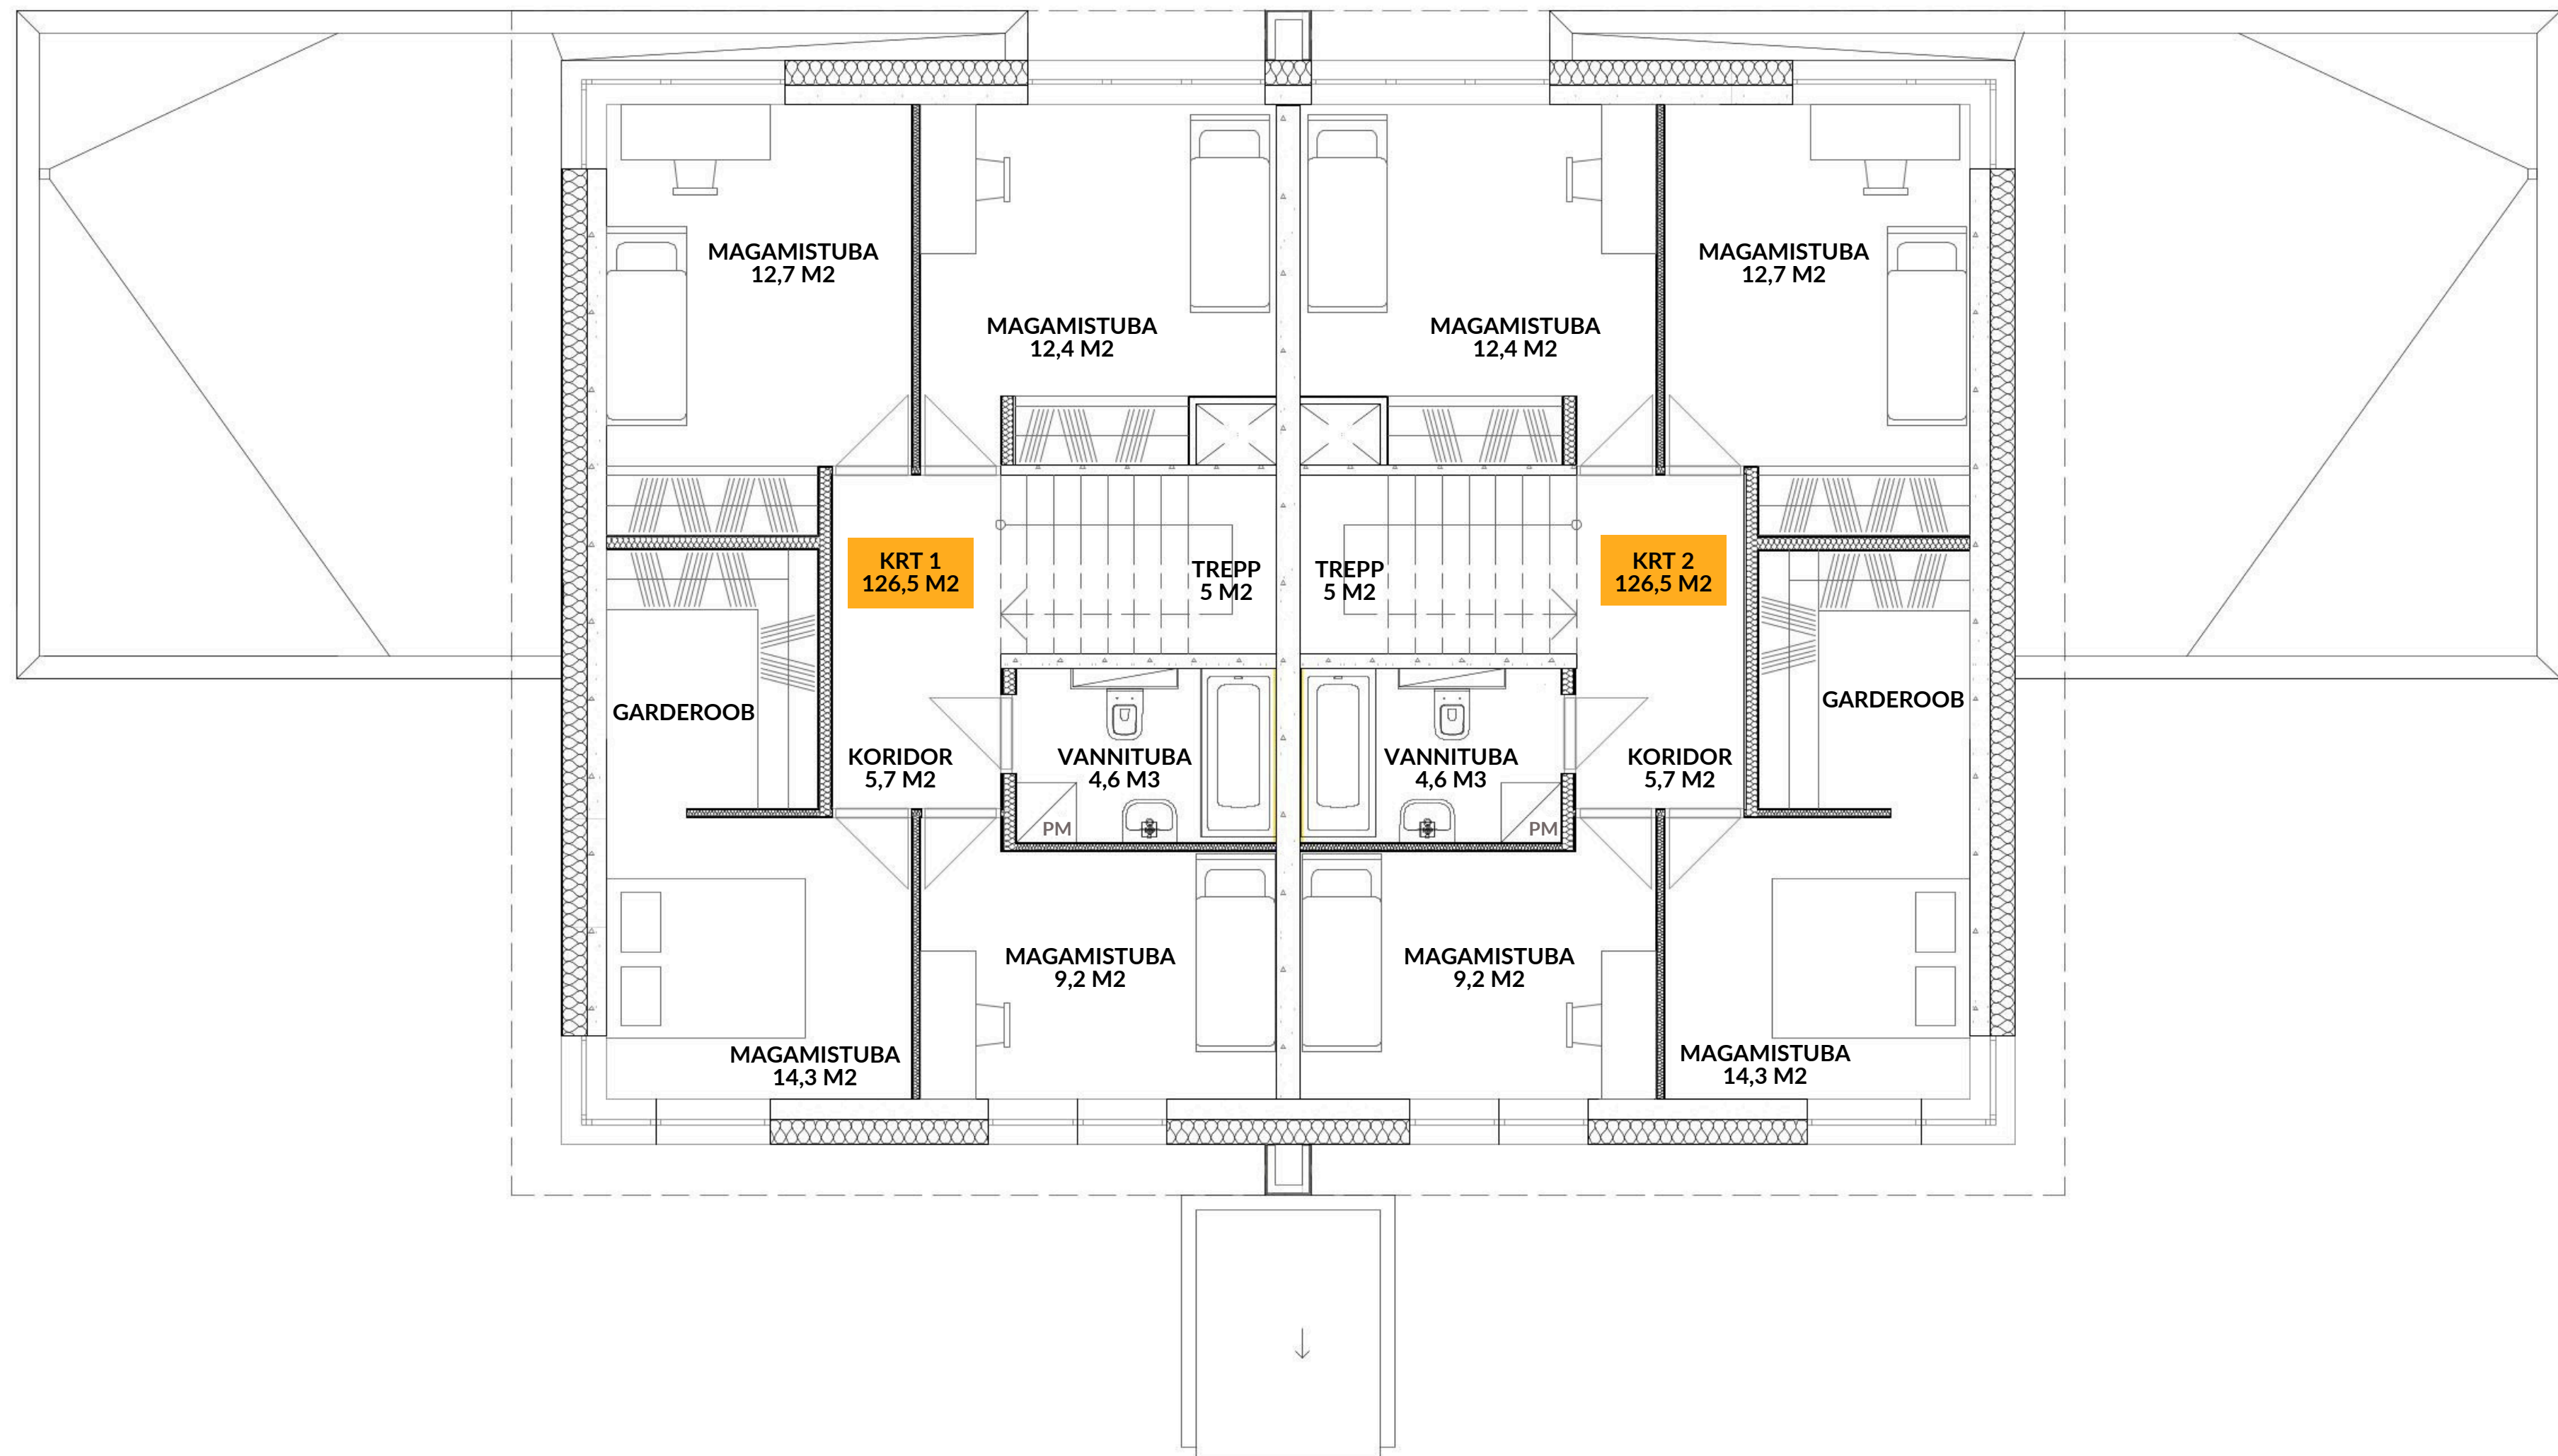 MAGAMISTUBA
12,7 M2
MAGAMISTUBA
12,7 M2
MAGAMISTUBA
12,4 M2
MAGAMISTUBA
12,4 M2
KRT 1
126,5 M2
TREPP
5 M2
TREPP
5 M2
KRT 2
126,5 M2
GARDEROOB
GARDEROOB
KORIDOR
5,7 M2
VANNITUBA
4,6 M3
VANNITUBA
4,6 M3
KORIDOR
5,7 M2
PM
PM
MAGAMISTUBA
9,2 M2
MAGAMISTUBA
9,2 M2
MAGAMISTUBA
14,3 M2
MAGAMISTUBA
14,3 M2